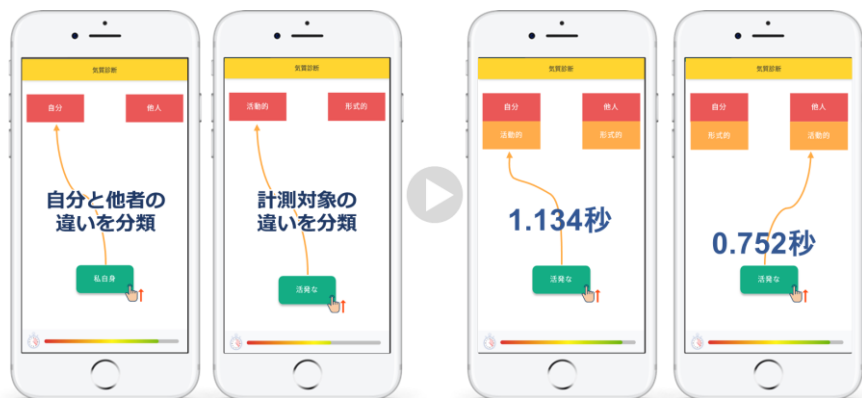 気質診断
自分
他人
自分と他者の
違いを分類
私自身
気質診断
活動的
形式的
計測対象の
違いを分類
活発な
気質診断
自分
他人
活動的
形式的
1.134秒
活発な
気質診断
自分
他人
形式的
活動的
0.752秒
活発な